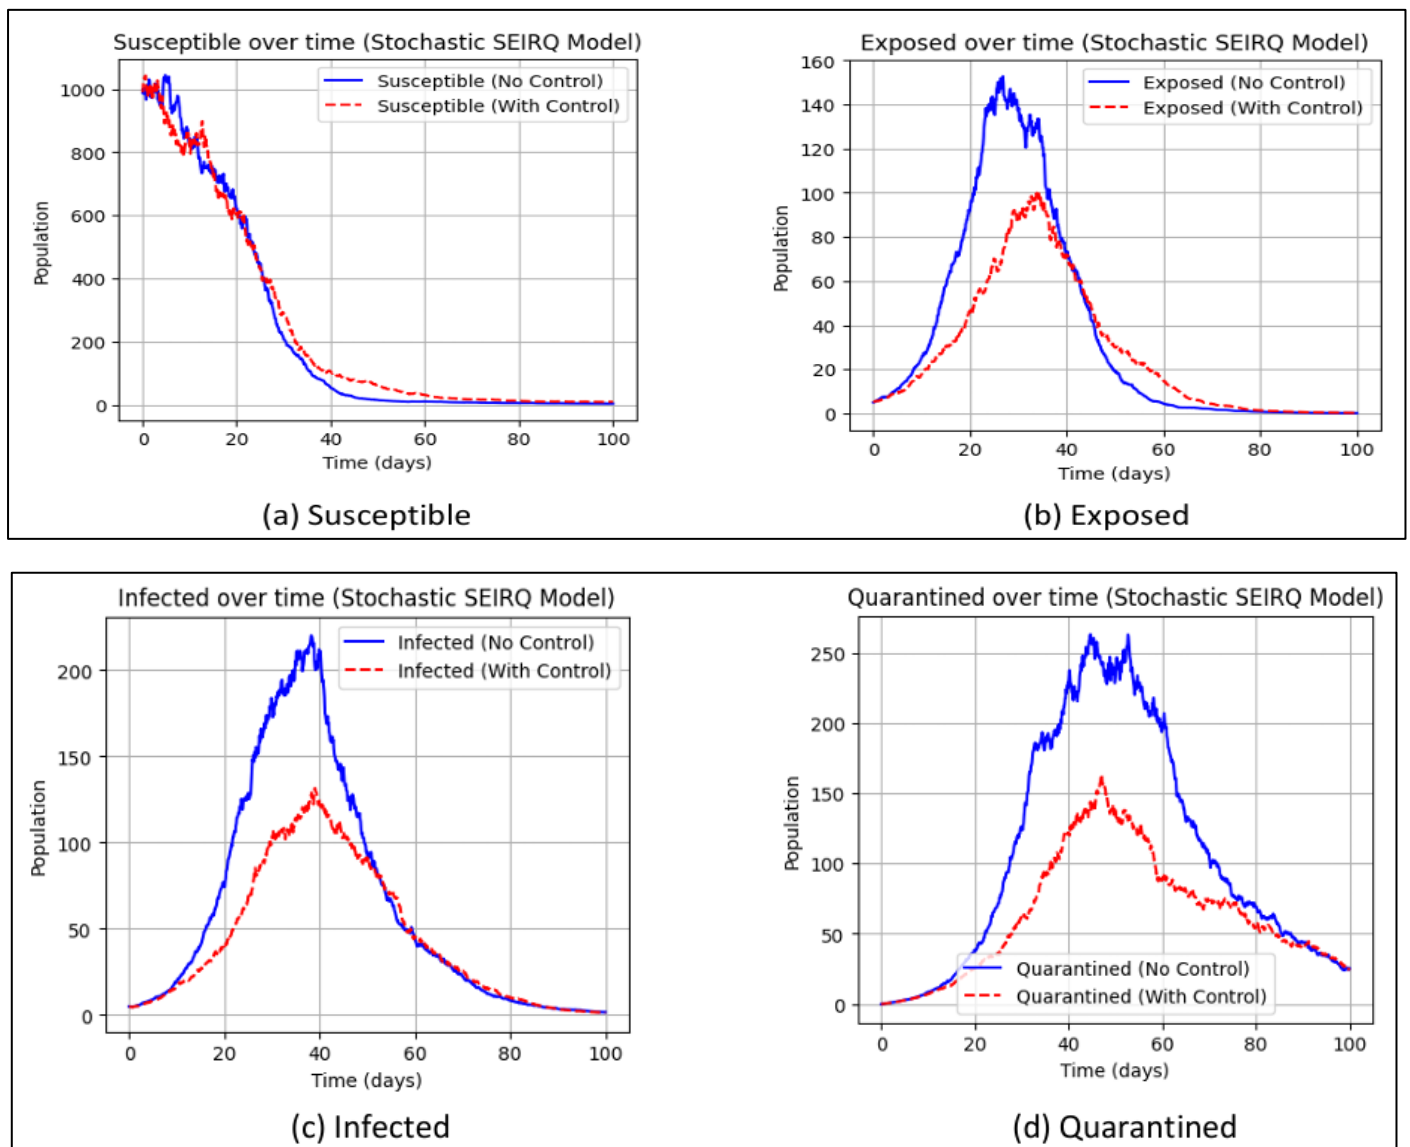 Susceptible over time (Stochastic SEIRQ Model)
Susceptible (No Control)
Susceptible (With Control)
1000
800
600
400
200
0
Population
0 20 40 60 80 100
Time (days)
(a) Susceptible
Exposed over time (Stochastic SEIRQ Model)
Exposed (No Control)
Exposed (With Control)
160
140
120
100
80
60
40
20
0
Population
0 20 40 60 80 100
Time (days)
(b) Exposed
Infected over time (Stochastic SEIRQ Model)
Infected (No Control)
Infected (With Control)
200
150
100
50
0
Population
0 20 40 60 80 100
Time (days)
(c) Infected
Quarantined over time (Stochastic SEIRQ Model)
250
200
150
100
50
0
Population
Quarantined (No Control)
Quarantined (With Control)
0 20 40 60 80 100
Time (days)
(d) Quarantined